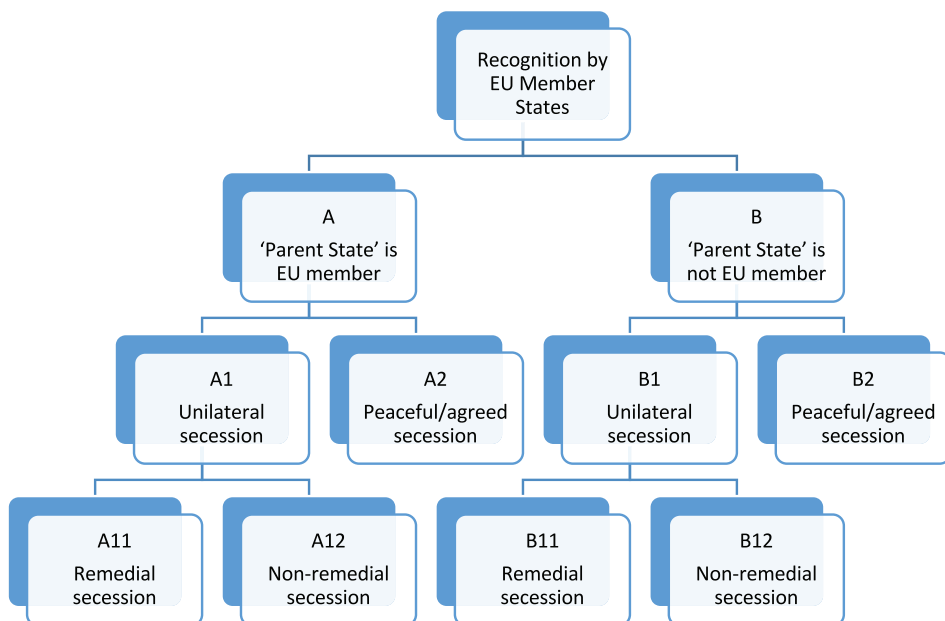 Recognition by
EU Member
States
A
‘Parent State’ is
EU member
B
‘Parent State’ is
not EU member
A1
Unilateral
secession
A2
Peaceful/agreed
secession
B1
Unilateral
secession
B2
Peaceful/agreed
secession
A11
Remedial
secession
A12
Non-remedial
secession
B11
Remedial
secession
B12
Non-remedial
secession